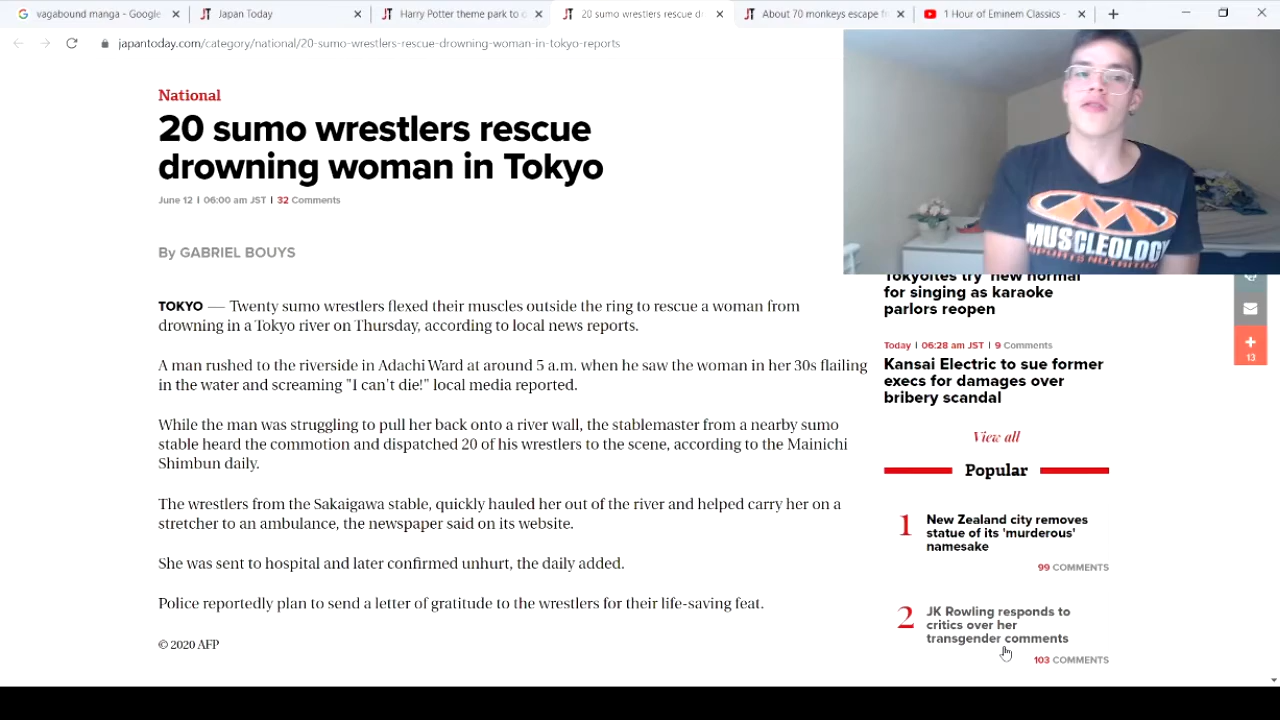 vagabound manga - Google
Japan Today
Harry Potter theme park to c
20 sumo wrestlers rescue d
About 70 monkeys escape f
1 Hour of Eminem Classics -
japantoday.com/category/national/20-sumo-wrestlers-rescue-drowning-woman-in-tokyo-reports
National
20 sumo wrestlers rescue
drowning woman in Tokyo
June 12 | 06:00 am JST | 32 Comments
By GABRIEL BOUYS
TOKYO — Twenty sumo wrestlers flexed their muscles outside the ring to rescue a woman from
drowning in a Tokyo river on Thursday, according to local news reports.
A man rushed to the riverside in Adachi Ward at around 5 a.m. when he saw the woman in her 30s flailing
in the water and screaming "I can't die!" local media reported.
While the man was struggling to pull her back onto a river wall, the stablemaster from a nearby sumo
stable heard the commotion and dispatched 20 of his wrestlers to the scene, according to the Mainichi
Shimbun daily.
The wrestlers from the Sakaigawa stable, quickly hauled her out of the river and helped carry her on a
stretcher to an ambulance, the newspaper said on its website.
She was sent to hospital and later confirmed unhurt, the daily added.
Police reportedly plan to send a letter of gratitude to the wrestlers for their life-saving feat.
© 2020 AFP
MUSCLEOLOGY
SPORTS NUTRITION
Tokyoites try 'new normal'
for singing as karaoke
parlors reopen
Today | 06:28 am JST | 9 Comments
Kansai Electric to sue former
execs for damages over
bribery scandal
View all
Popular
1
New Zealand city removes
statue of its 'murderous'
namesake
99 COMMENTS
2
JK Rowling responds to
critics over her
transgender comments
103 COMMENTS
13